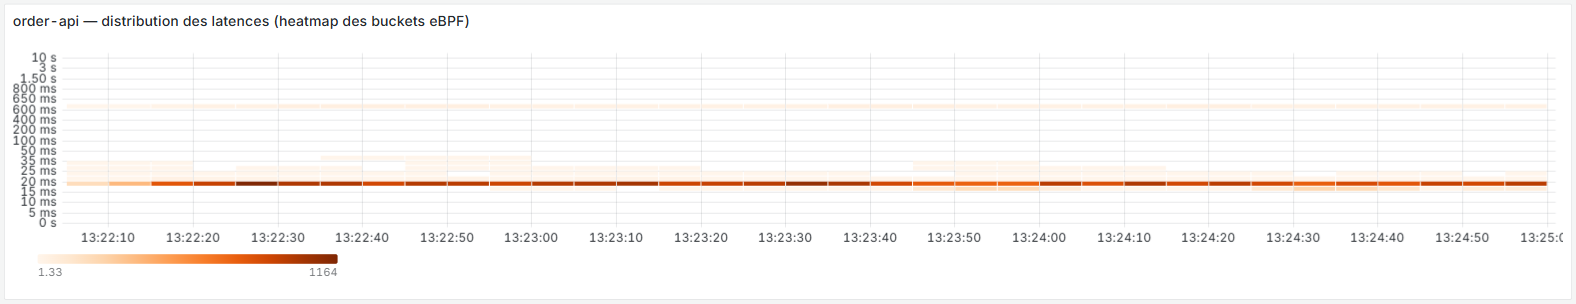 order-api — distribution des latences (heatmap des buckets eBPF)
10 s
3 s
1.50 s
800 ms
650 ms
600 ms
400 ms
200 ms
100 ms
50 ms
35 ms
25 ms
20 ms
15 ms
10 ms
5 ms
0 s
13:22:10 13:22:20 13:22:30 13:22:40 13:22:50 13:23:00 13:23:10 13:23:20 13:23:30 13:23:40 13:23:50 13:24:00 13:24:10 13:24:20 13:24:30 13:24:40 13:24:50 13:25:0
1.33 1164